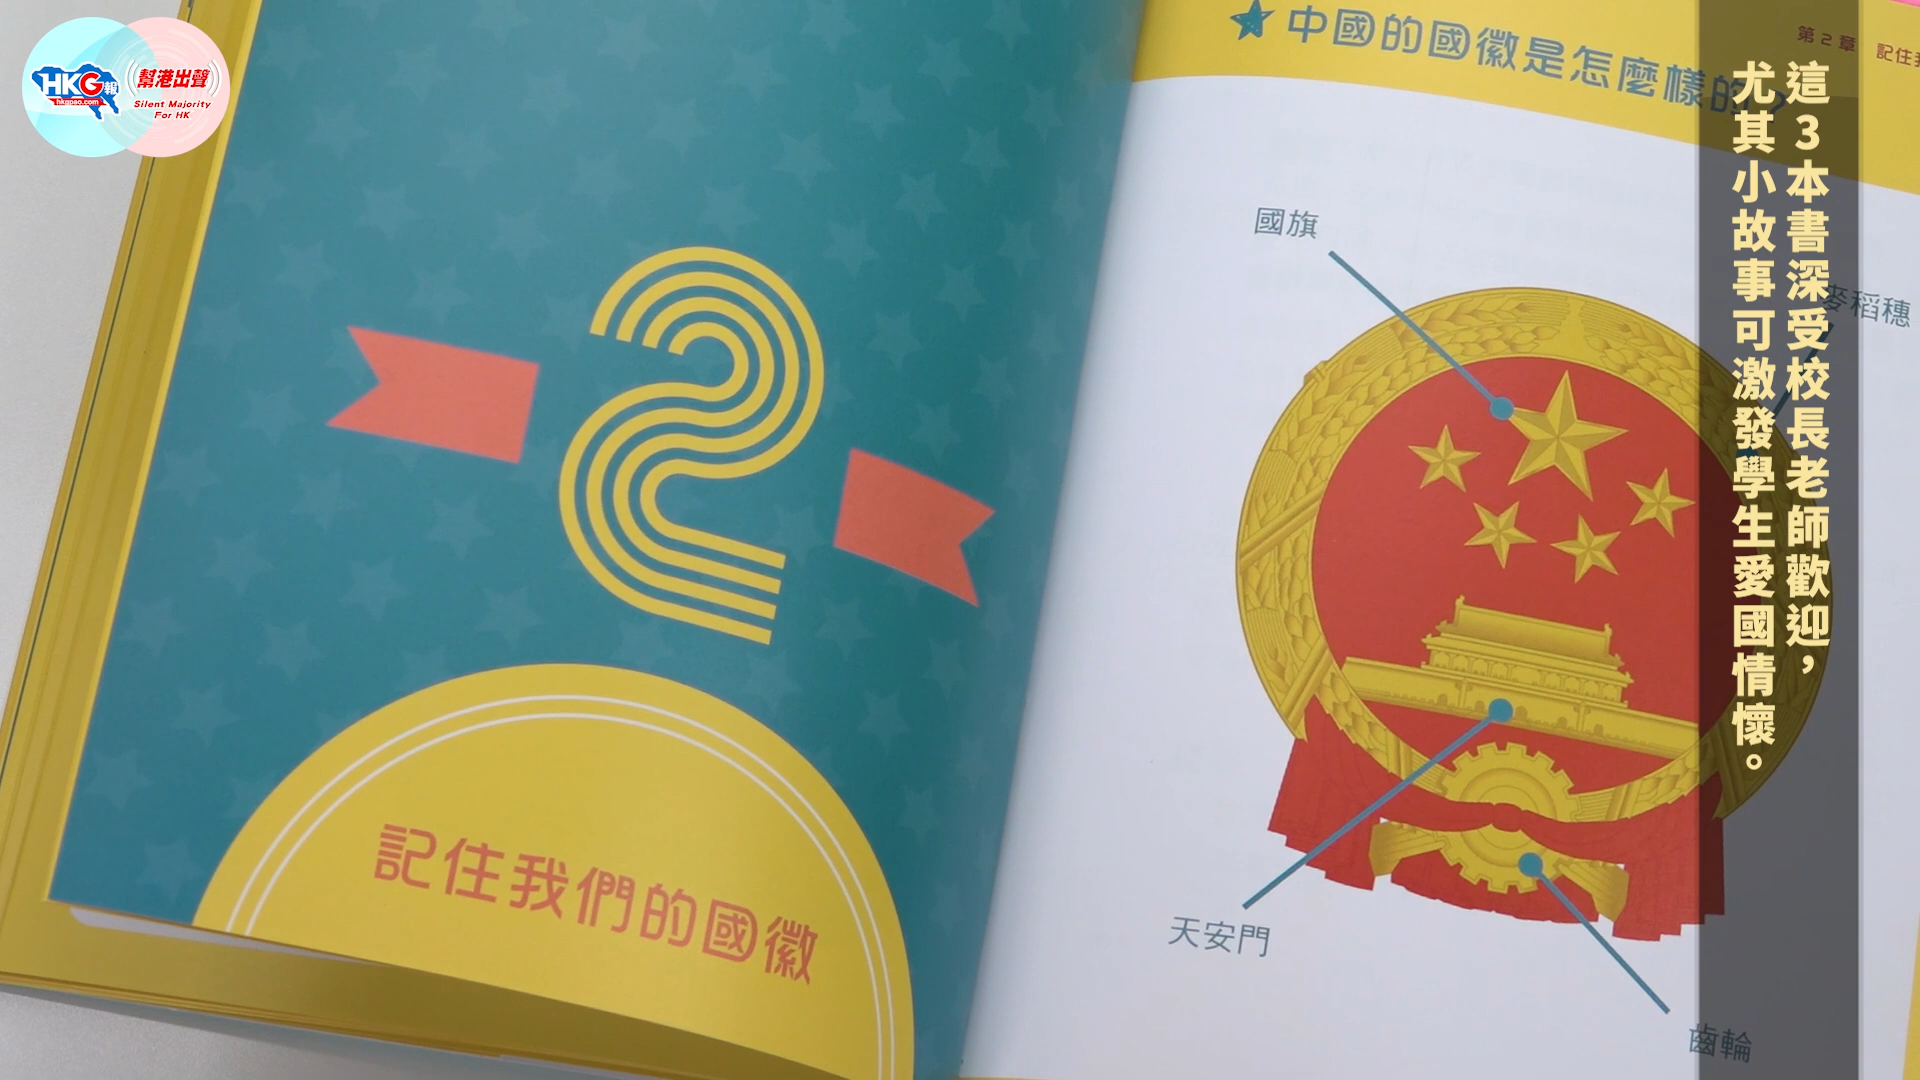 HKG報
hkgpao.com
幫港出聲
Silent Majority
For HK
2
記住我們的國徽
第2章 記住我
中國的國徽是怎麼樣的?
國旗
麥稻穗
天安門
齒輪
這3本書深受校長老師歡迎，
尤其小故事可激發學生愛國情懷。